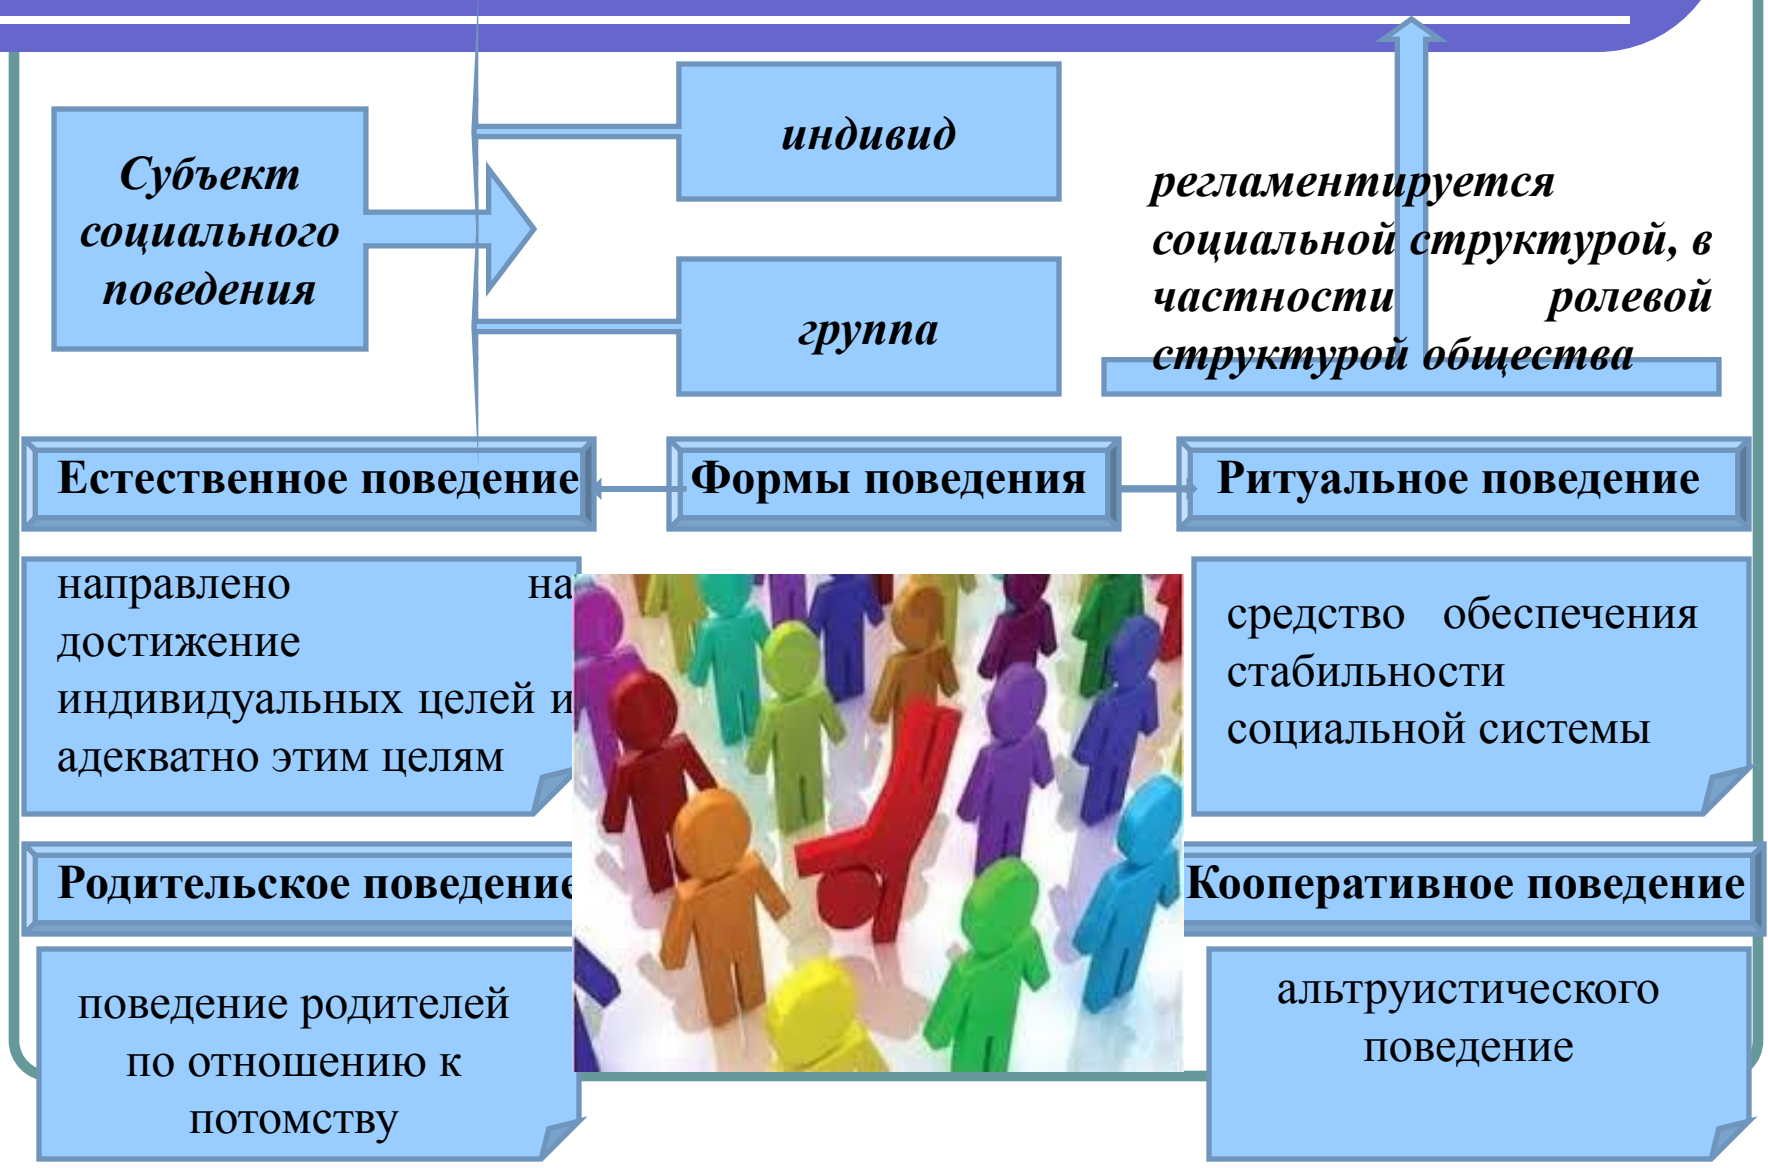 Субъект
социального
поведения
индивид
группа
регламентируется
социальной структурой, в
частности ролевой
структурой общества
Естественное поведение
Формы поведения
Ритуальное поведение
направлено на
достижение
индивидуальных целей и
адекватно этим целям
средство обеспечения
стабильности
социальной системы
Родительское поведение
Кооперативное поведение
поведение родителей
по отношению к
потомству
альтруистического
поведение